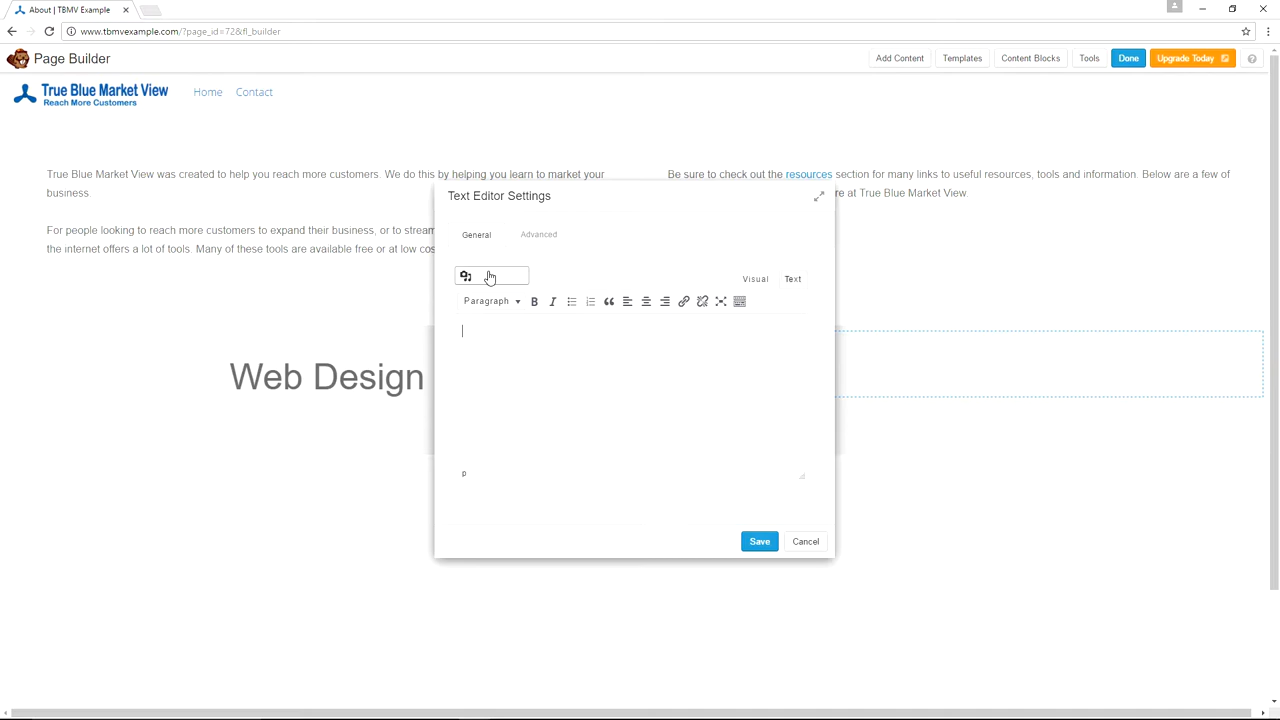 About | TBMV Example
www.tbmvexample.com/?page_id=72&fl_builder
Page Builder
Add Content
Templates
Content Blocks
Tools
Done
Upgrade Today
True Blue Market View
Reach More Customers
Home
Contact
True Blue Market View was created to help you reach more customers. We do this by helping you learn to market your
business.
For people looking to reach more customers to expand their business, or to stream
the internet offers a lot of tools. Many of these tools are available free or at low cos
Be sure to check out the resources section for many links to useful resources, tools and information. Below are a few of
re at True Blue Market View.
Web Design
Text Editor Settings
General
Advanced
Visual
Text
Paragraph
B
I
p
Save
Cancel